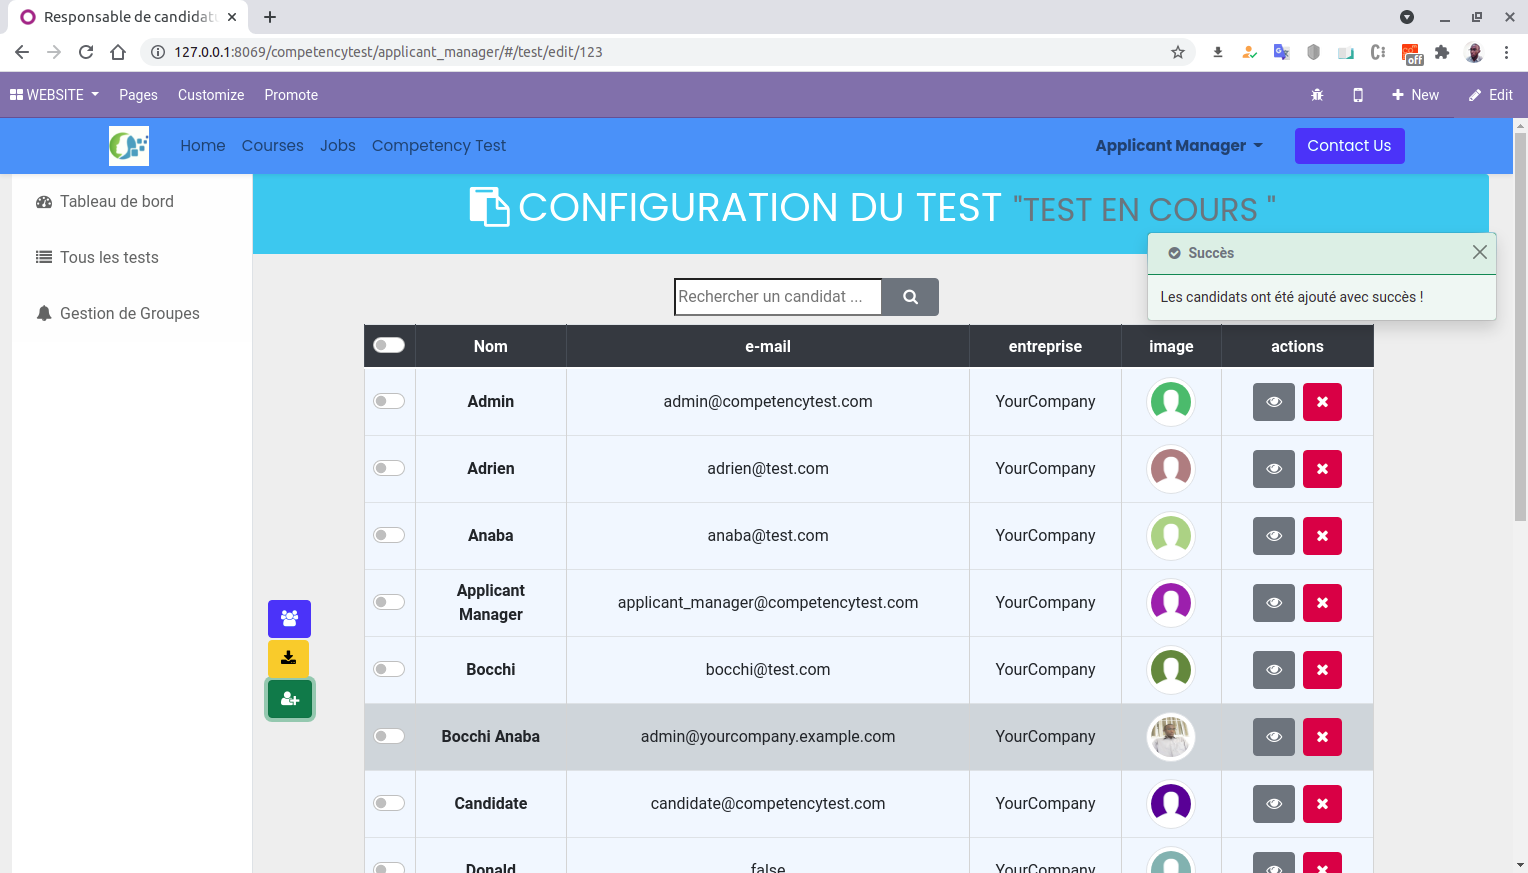 Responsable de candidatu
127.0.0.1:8069/competencytest/applicant_manager/#/test/edit/123
off
WEBSITE Pages Customize Promote New Edit
Home Courses Jobs Competency Test Applicant Manager Contact Us
Tableau de bord
Tous les tests
Gestion de Groupes
CONFIGURATION DU TEST "TEST EN COURS "
Succès
Les candidats ont été ajouté avec succès !
Rechercher un candidat ...
Nom e-mail entreprise image actions
Admin admin@competencytest.com YourCompany
Adrien adrien@test.com YourCompany
Anaba anaba@test.com YourCompany
Applicant
Manager applicant_manager@competencytest.com YourCompany
Bocchi bocchi@test.com YourCompany
Bocchi Anaba admin@yourcompany.example.com YourCompany
Candidate candidate@competencytest.com YourCompany
Donald false YourCompany